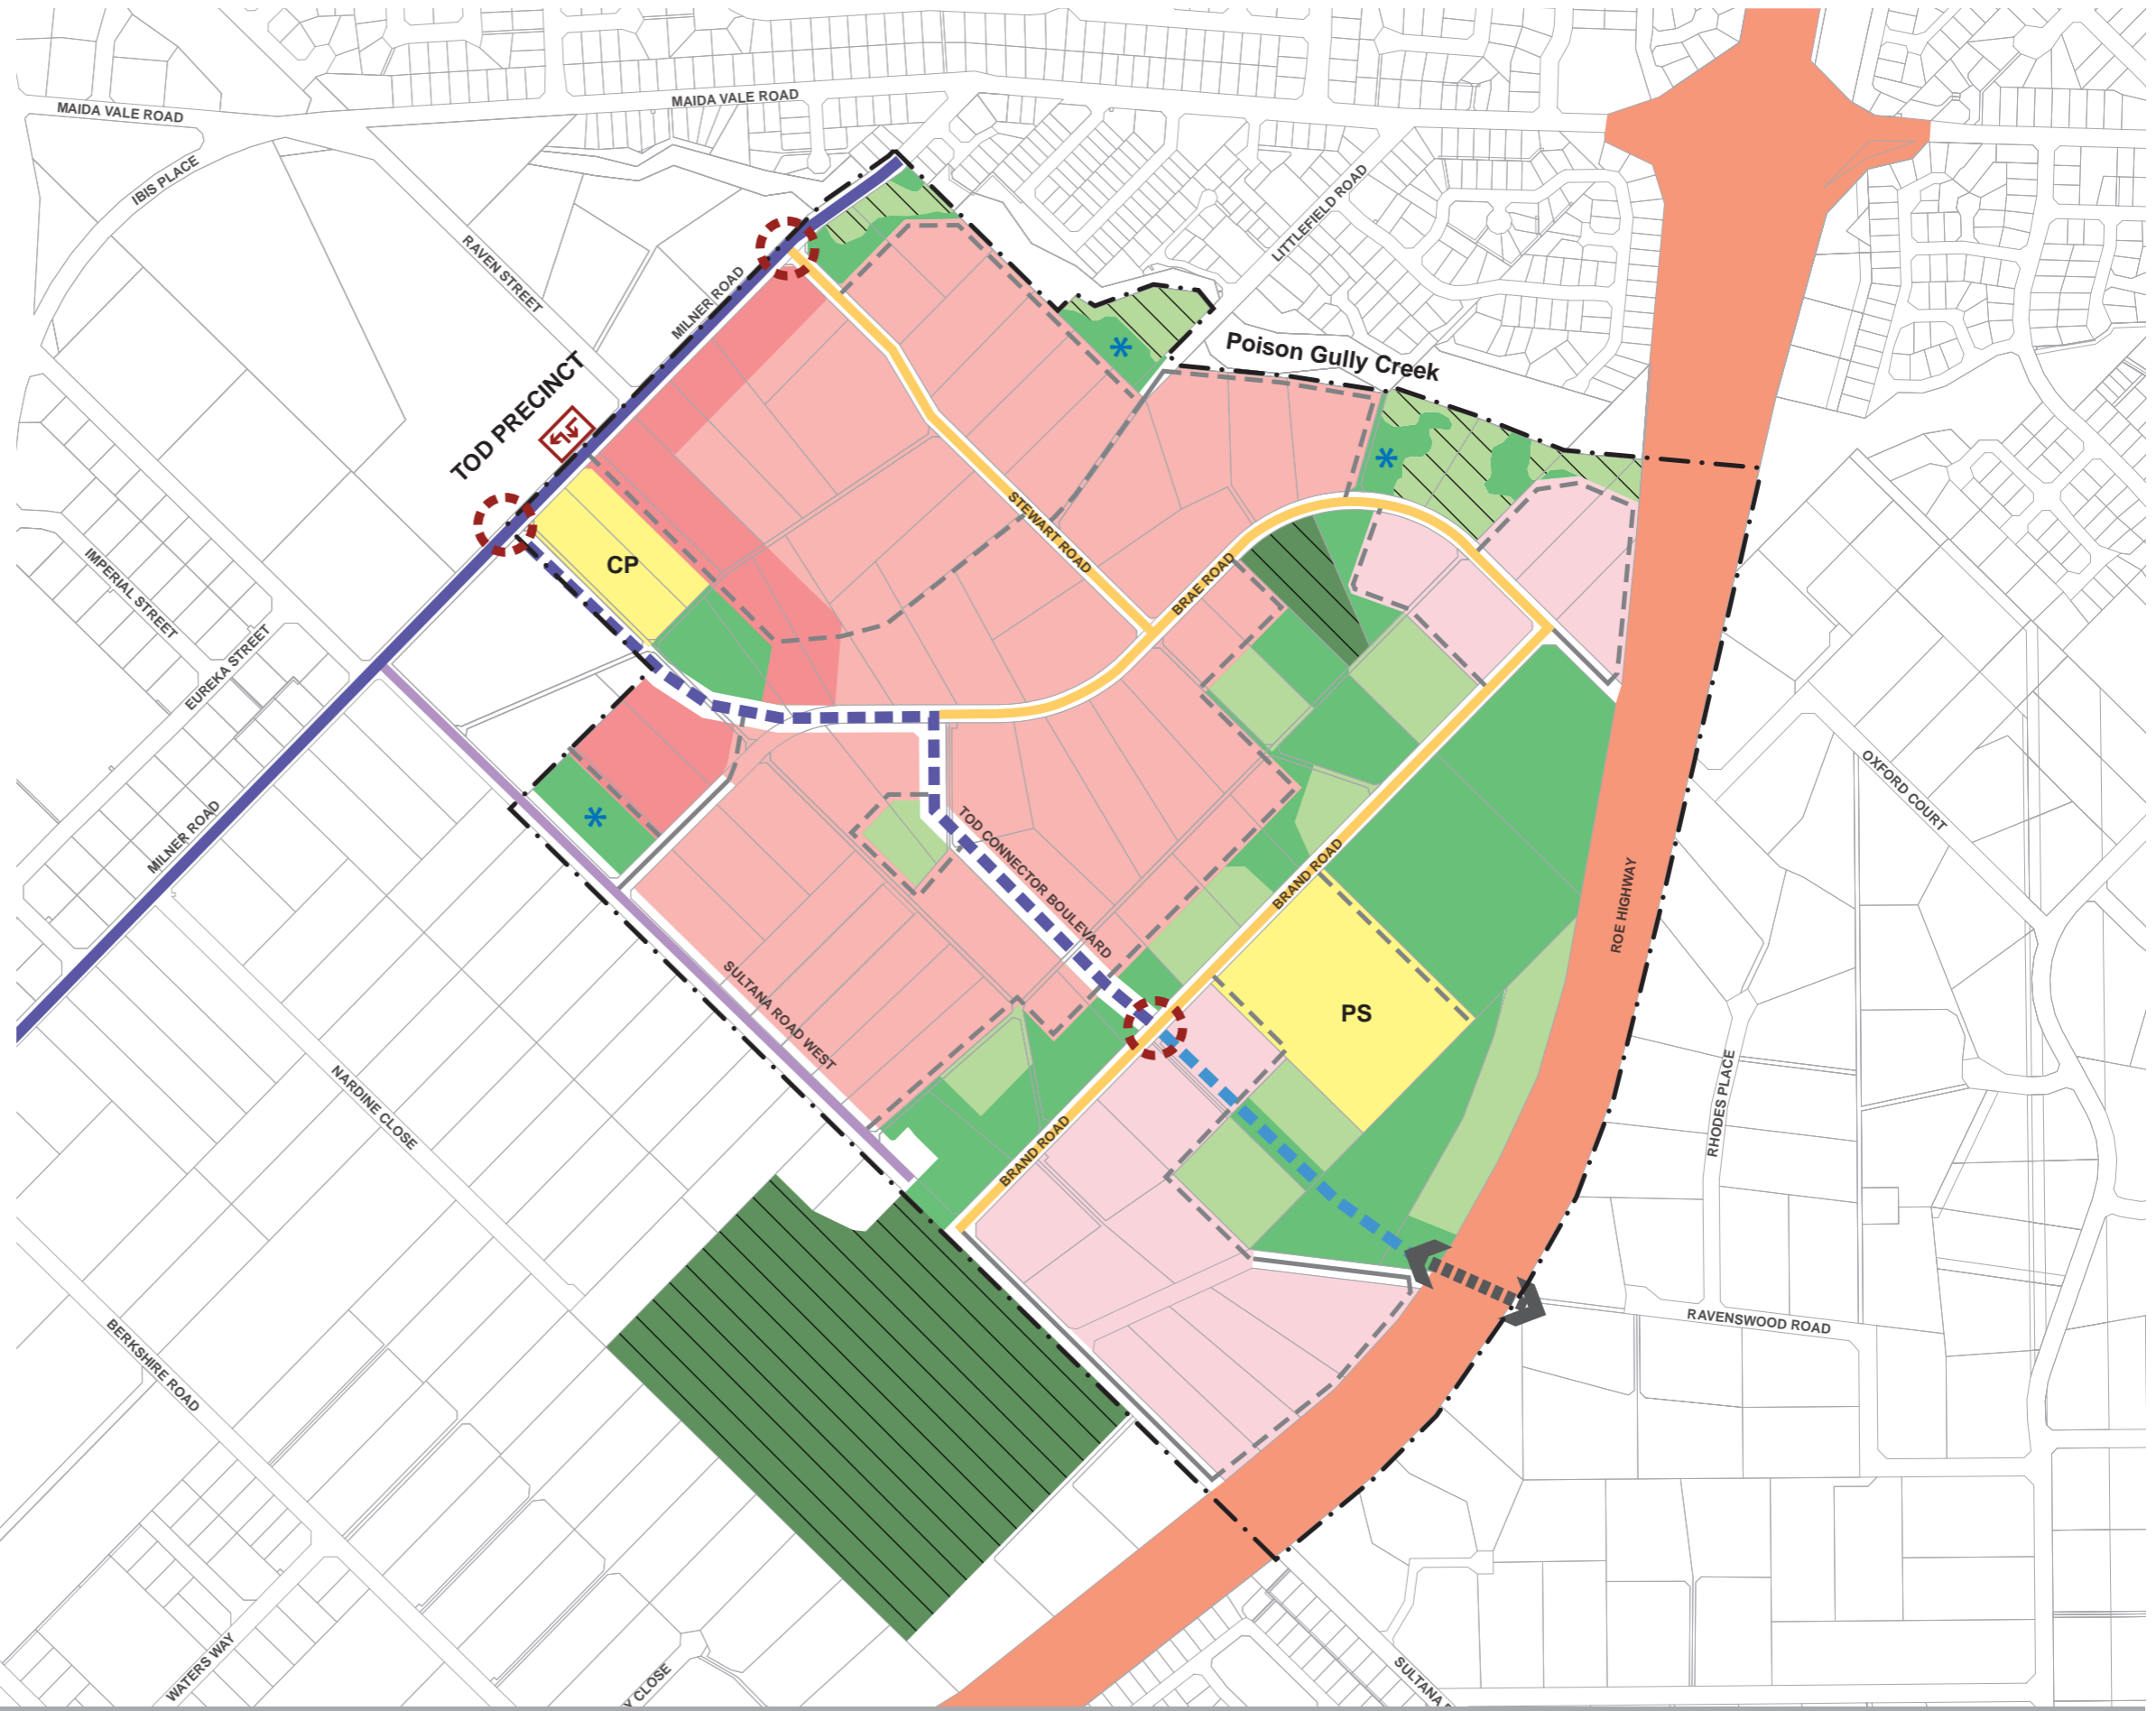 MAIDA VALE ROAD
MAIDA VALE ROAD
IBIS PLACE
LITTLEFIELD ROAD
RAVEN STREET
MILNER ROAD
Poison Gully Creek
TOD PRECINCT
STEWART ROAD
CP
IMPERIAL STREET
BRAE ROAD
EUREKA STREET
OXFORD COURT
MILNER ROAD
TOD CONNECTOR BOULEVARD
BRAND ROAD
ROE HIGHWAY
SULTANA ROAD WEST
PS
NARDINE CLOSE
RHODES PLACE
BRAND ROAD
RAVENSWOOD ROAD
BERKSHIRE ROAD
WATERS WAY
Y CLOSE
SULTANA